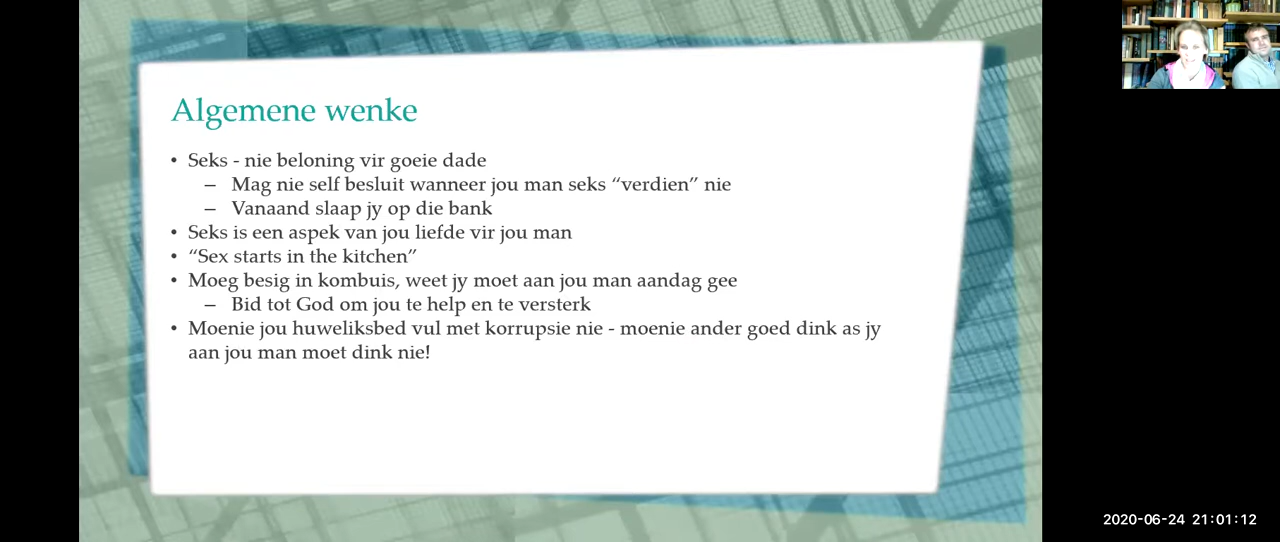 Algemene wenke
• Seks - nie beloning vir goeie dade
– Mag nie self besluit wanneer jou man seks “verdien” nie
– Vanaand slaap jy op die bank
• Seks is een aspek van jou liefde vir jou man
• “Sex starts in the kitchen”
• Moeg besig in kombuis, weet jy moet aan jou man aandag gee
– Bid tot God om jou te help en te versterk
• Moenie jou huweliksbed vul met korrupsie nie - moenie ander goed dink as jy
aan jou man moet dink nie!
2020-06-24 21:01:12